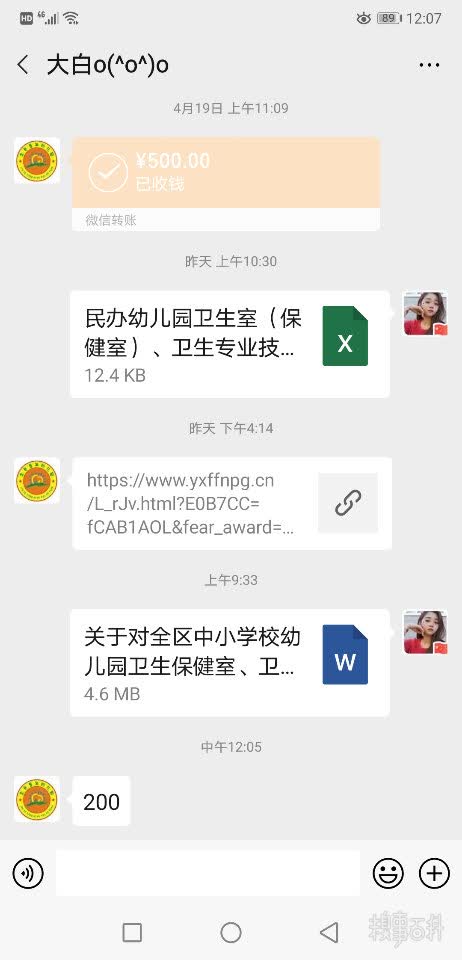 HD 89 12:07
大白o(^o^)o
4月19日 上午11:09
¥500.00
已收钱
微信转账
昨天 上午10:30
民办幼儿园卫生室（保
健室）、卫生专业技...
X
12.4 KB
昨天 下午4:14
https://www.yxffnpg.cn
/L_rJv.html?E0B7CC=
fCAB1AOL&fear_award=...
上午9:33
关于对全区中小学校幼
儿园卫生保健室、卫...
W
4.6 MB
中午12:05
200
糗事百科